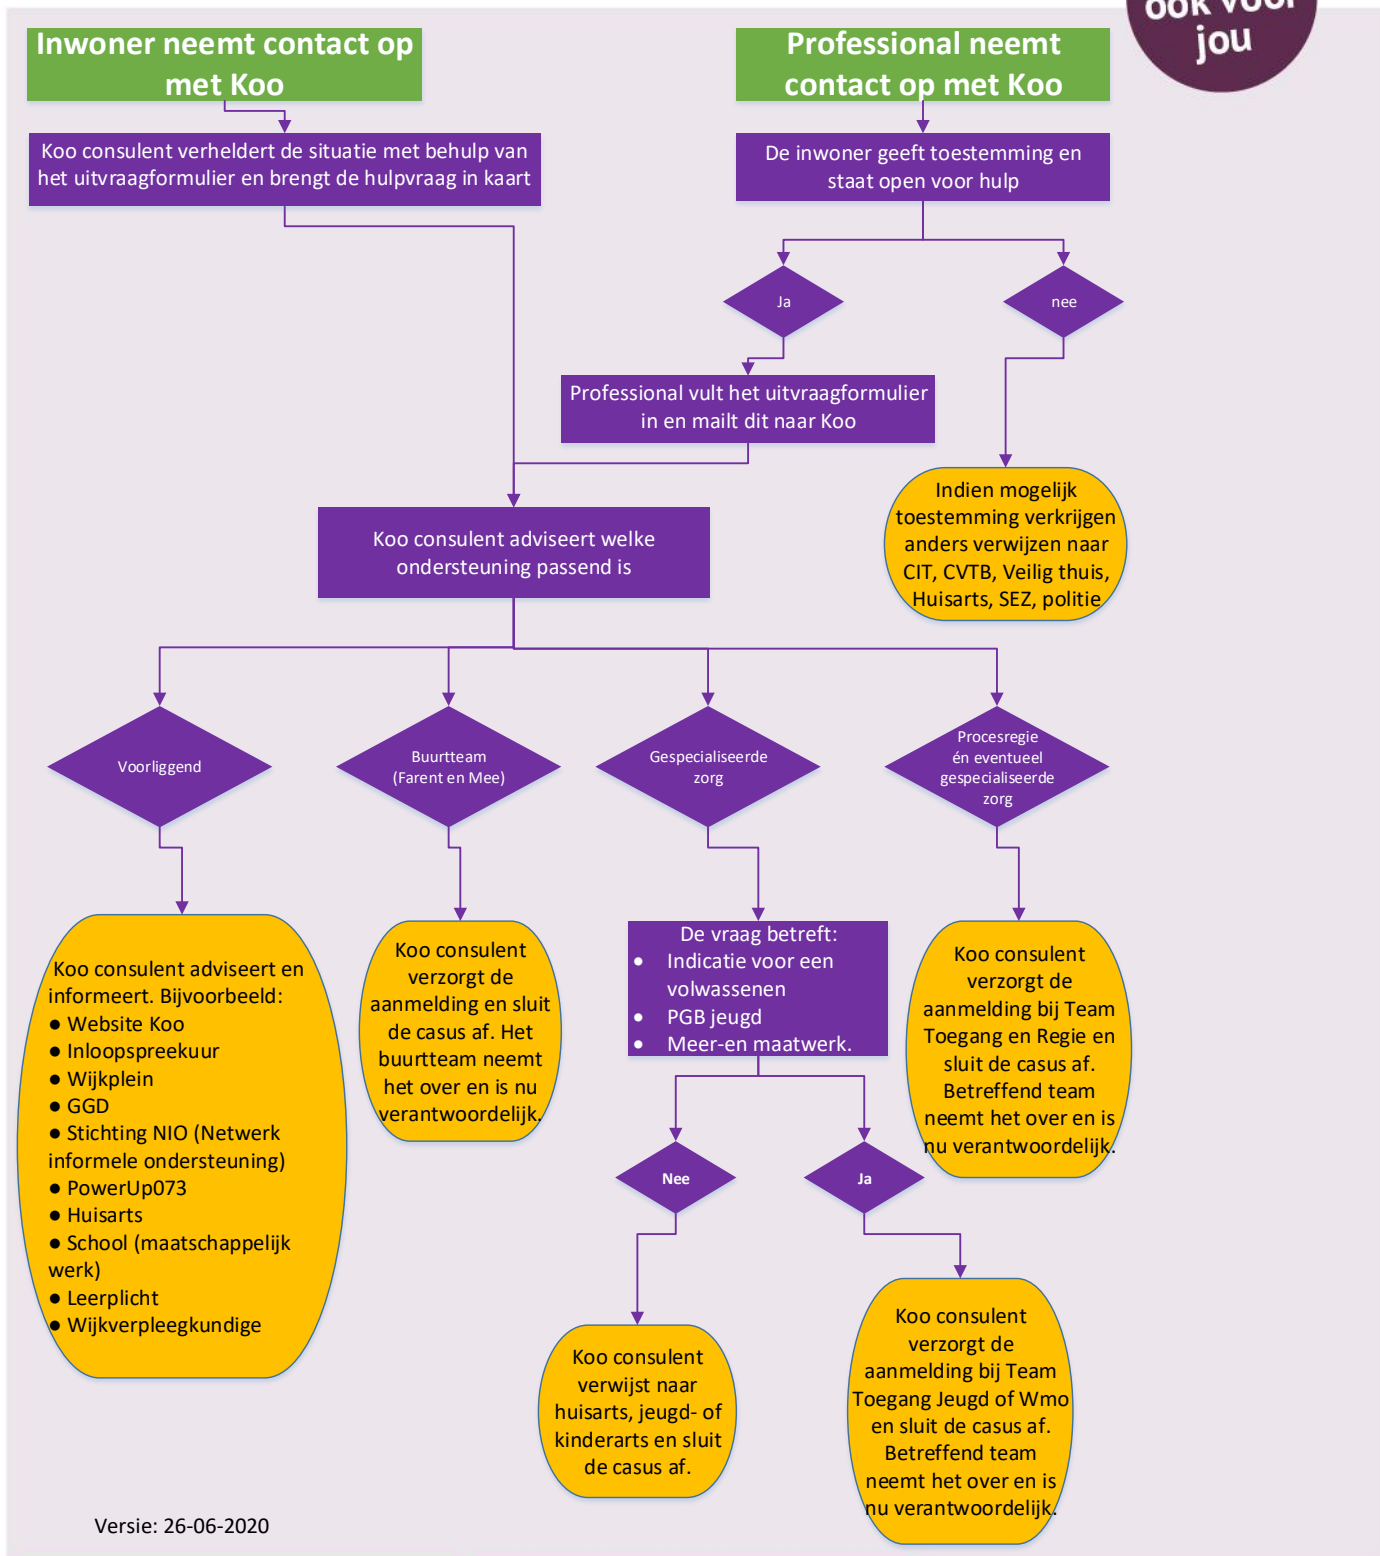 ook voor
jou
Inwoner neemt contact op
met Koo
Professional neemt
contact op met Koo
Koo consulent verheldert de situatie met behulp van
het uitvraagformulier en brengt de hulpvraag in kaart
De inwoner geeft toestemming en
staat open voor hulp
Ja
nee
Professional vult het uitvraagformulier
in en mailt dit naar Koo
Indien mogelijk
toestemming verkrijgen
anders verwijzen naar
CIT, CVTB, Veilig thuis,
Huisarts, SEZ, politie
Koo consulent adviseert welke
ondersteuning passend is
Voorliggend
Buurtteam
(Farent en Mee)
Gespecialiseerde
zorg
Procesregie
én eventueel
gespecialiseerde
zorg
Koo consulent adviseert en
informeert. Bijvoorbeeld:
● Website Koo
● Inloopspreekuur
● Wijkplein
● GGD
● Stichting NIO (Netwerk
informele ondersteuning)
● PowerUp073
● Huisarts
● School (maatschappelijk
werk)
● Leerplicht
● Wijkverpleegkundige
Koo consulent
verzorgt de
aanmelding en sluit
de casus af. Het
buurtteam neemt
het over en is nu
verantwoordelijk.
De vraag betreft:
• Indicatie voor een
volwassenen
• PGB jeugd
• Meer-en maatwerk.
Koo consulent
verzorgt de
aanmelding bij Team
Toegang en Regie en
sluit de casus af.
Betreffend team
neemt het over en is
nu verantwoordelijk.
Nee
Ja
Koo consulent
verwijst naar
huisarts, jeugd- of
kinderarts en sluit
de casus af.
Koo consulent
verzorgt de
aanmelding bij Team
Toegang Jeugd of Wmo
en sluit de casus af.
Betreffend team
neemt het over en is
nu verantwoordelijk.
Versie: 26-06-2020